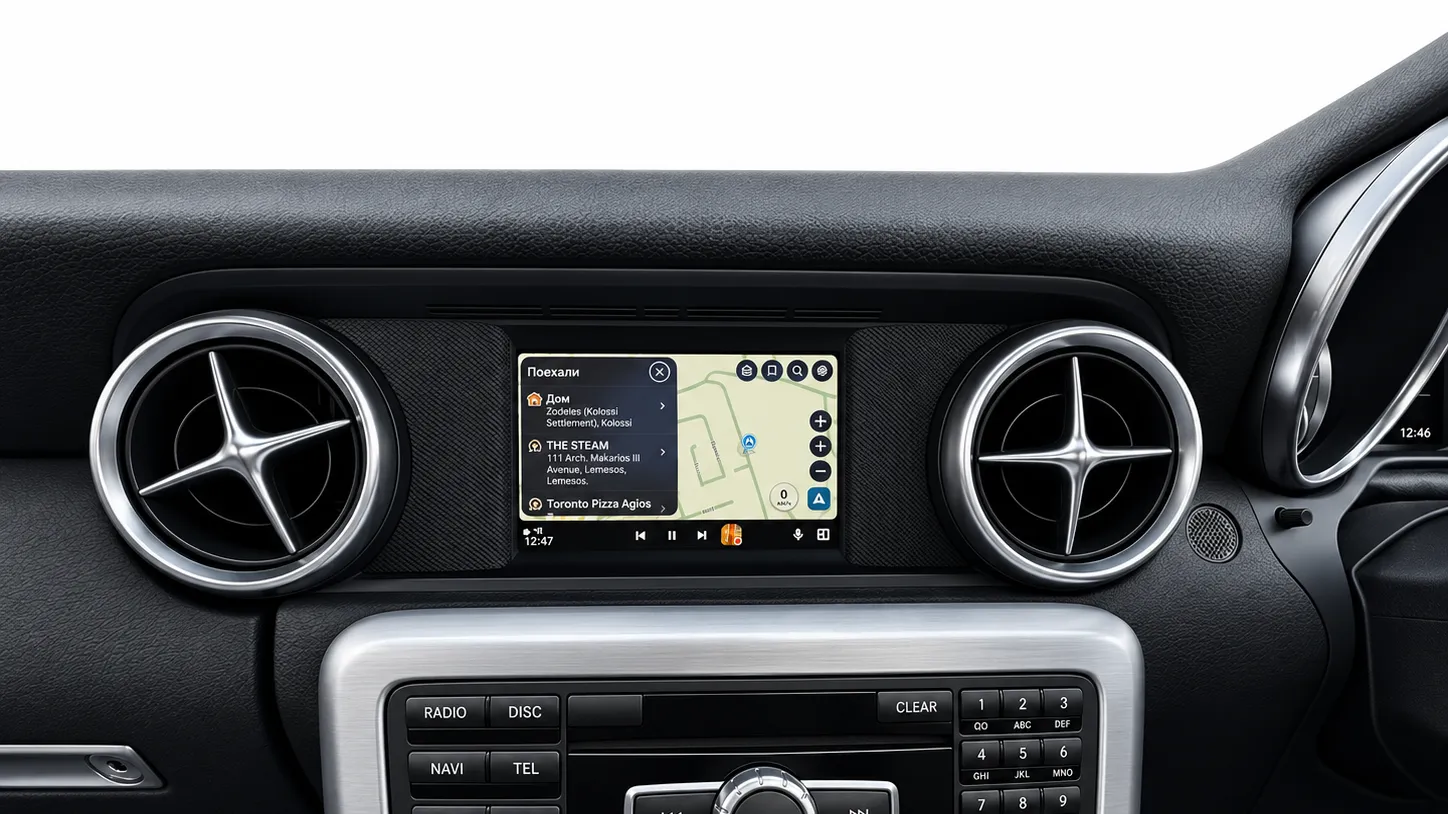 Поехали
Дом
Zodeles (Kolossi
Settlement), Kolossi
THE STEAM
111 Arch. Makarios III
Avenue, Lemesos,
Lemesos.
Toronto Pizza Agios
0
км/ч
12:47
12:46
RADIO
DISC
CLEAR
1
2
3
QO
ABC
DEF
NAVI
TEL
4
5
6
GHI
JKL
MNO
7
8
9